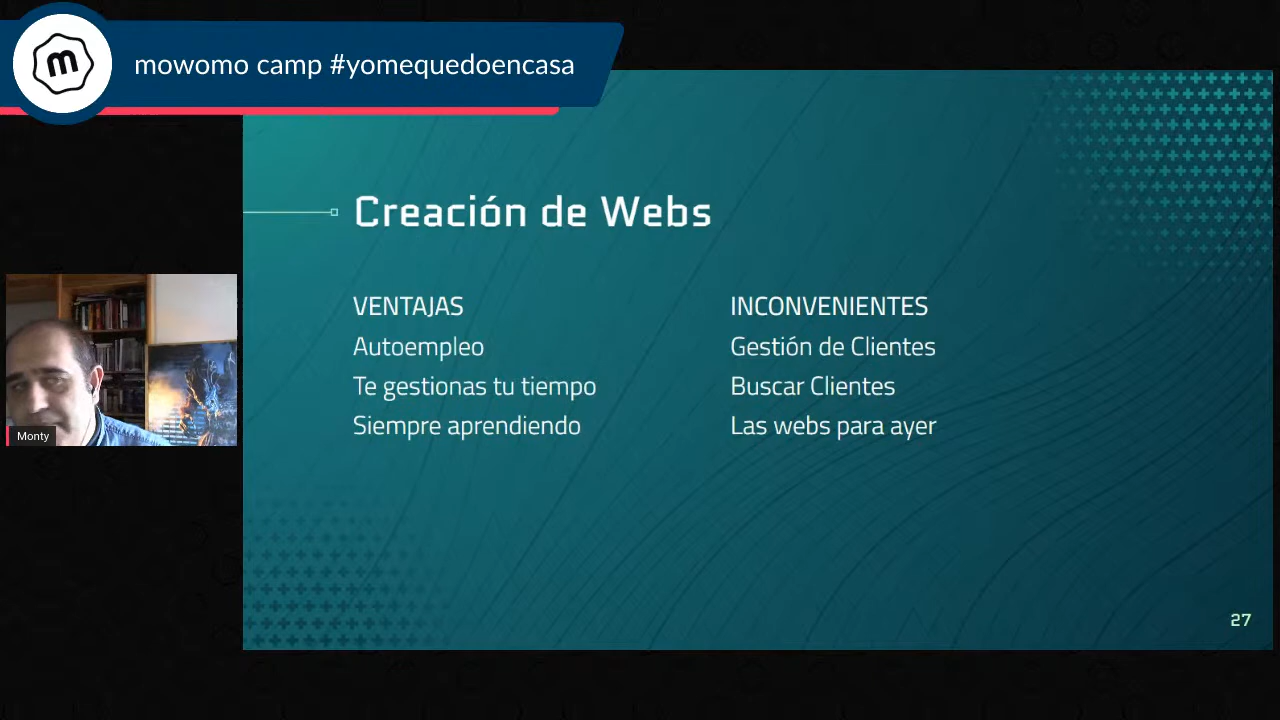 m
mowomo camp #yomequedoencasa
Creación de Webs
VENTAJAS
Autoempleo
Te gestionas tu tiempo
Siempre aprendiendo
INCONVENIENTES
Gestión de Clientes
Buscar Clientes
Las webs para ayer
Monty
27